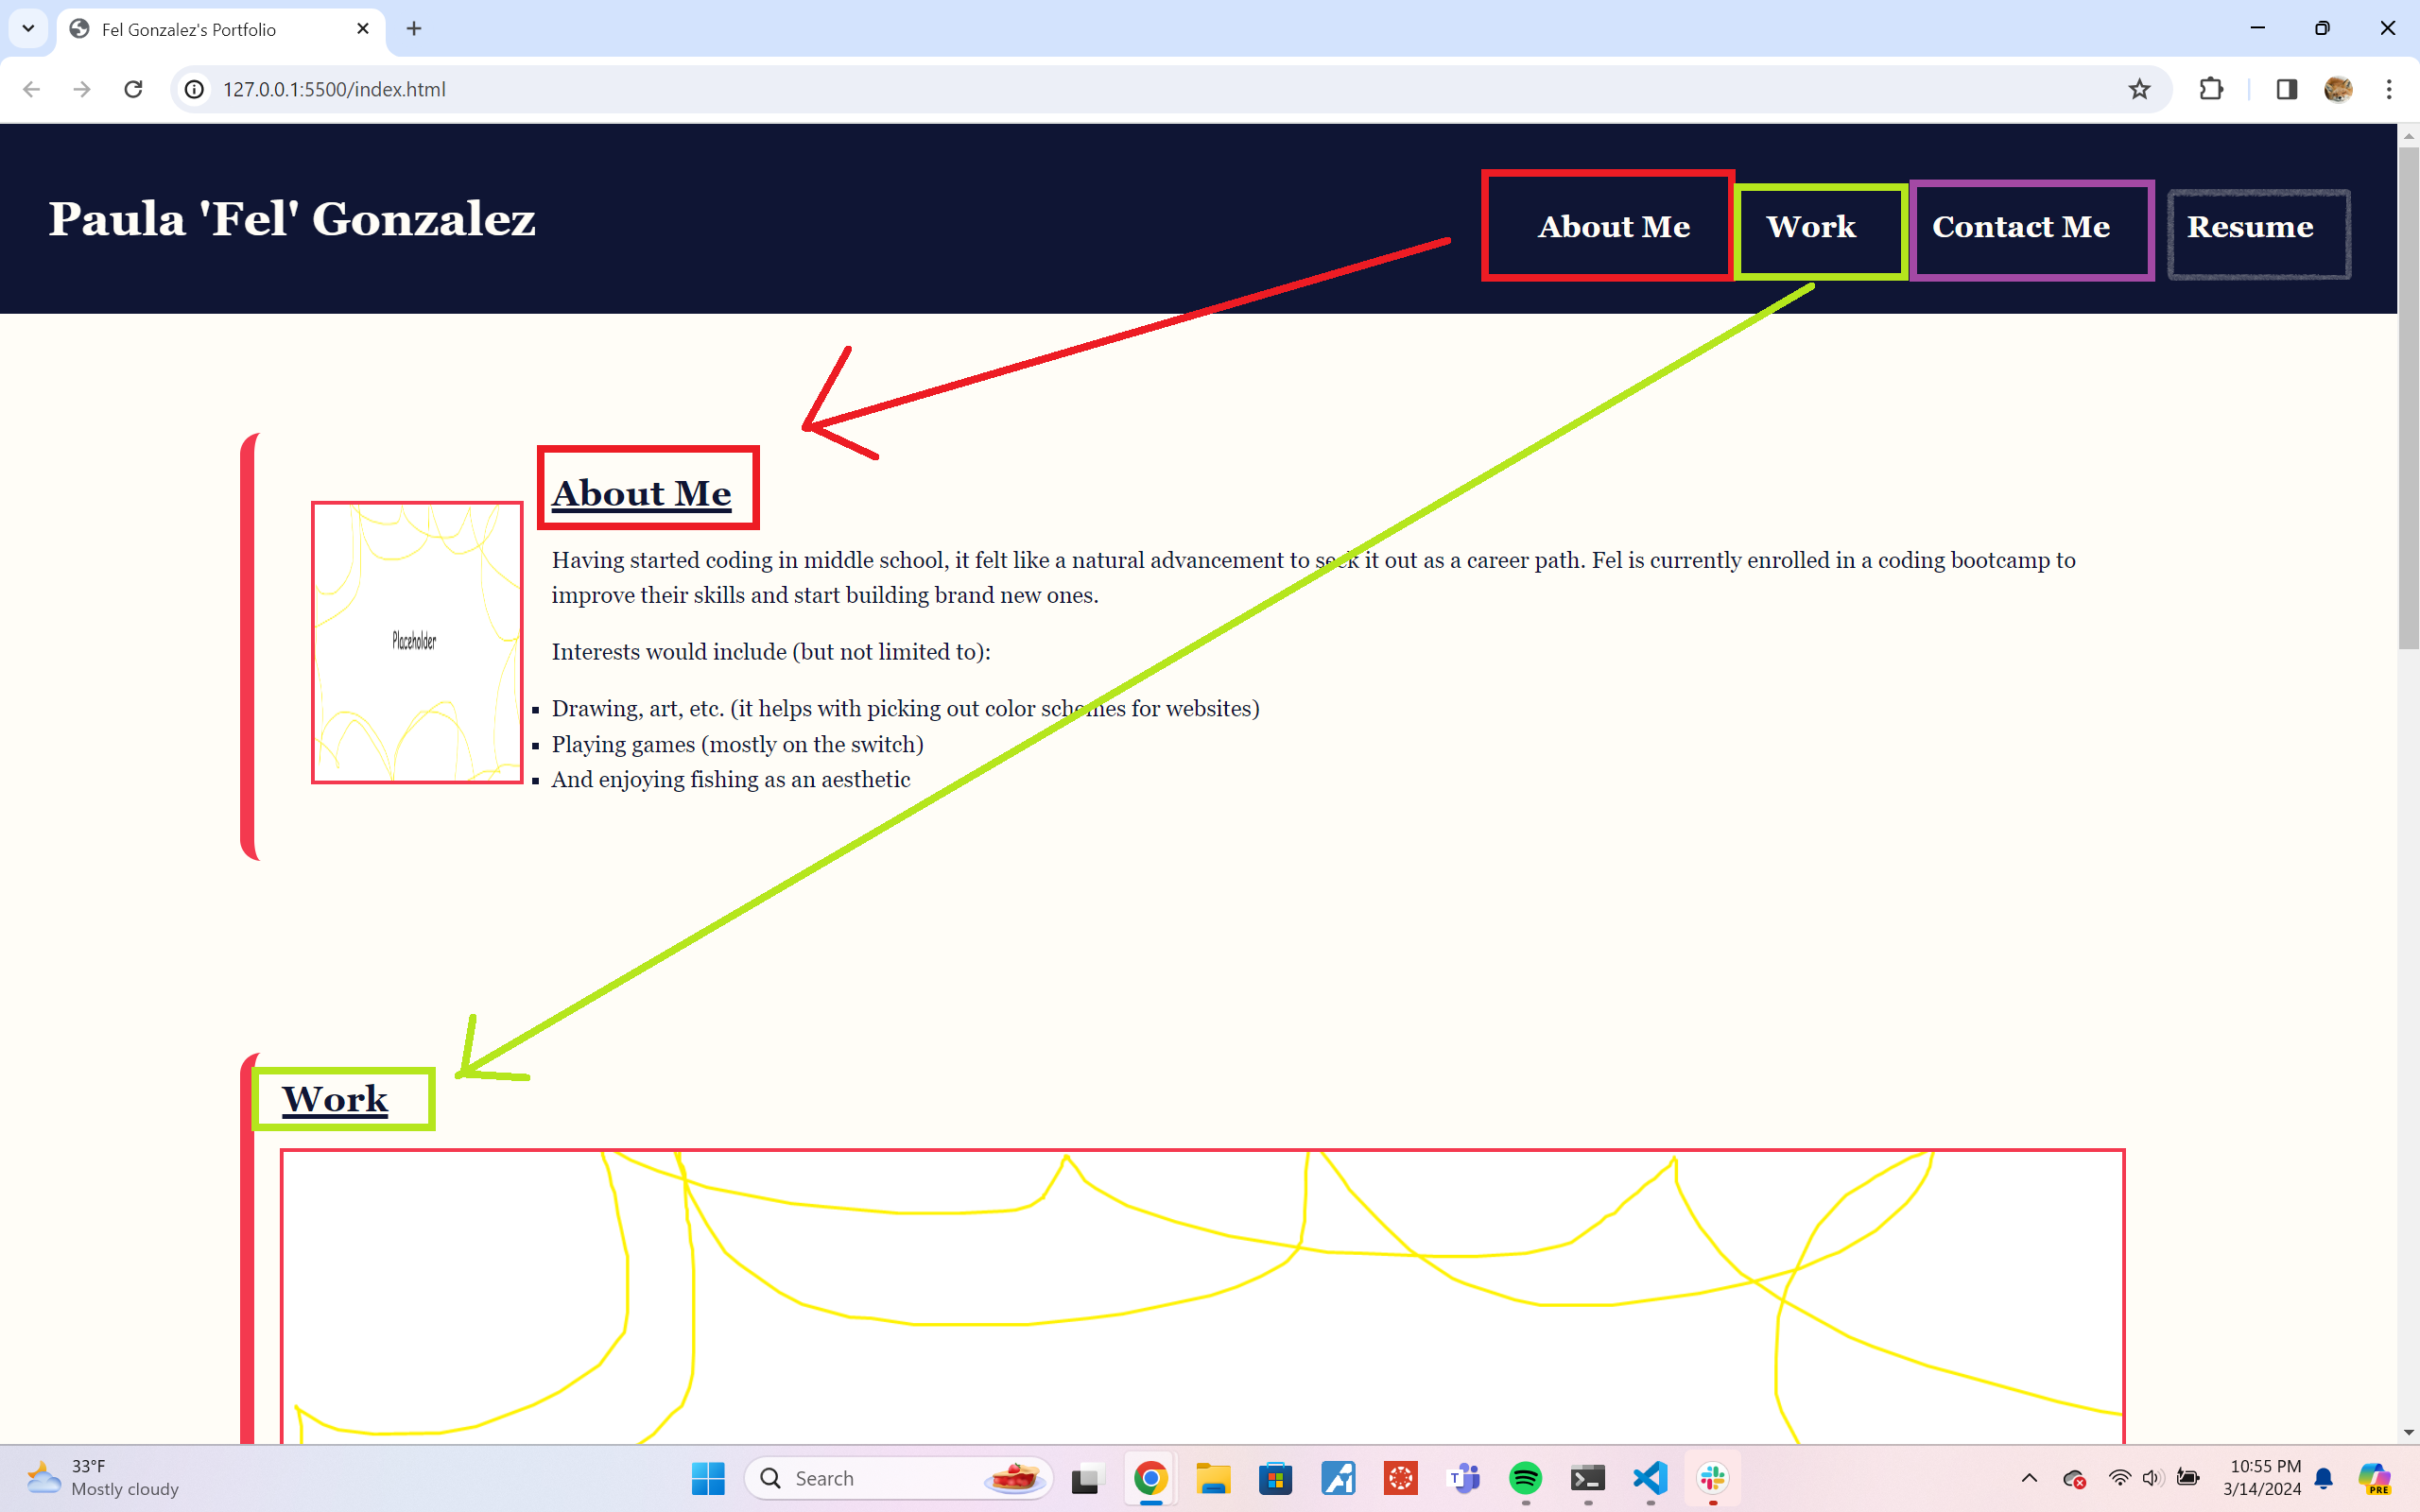 Fel Gonzalez's Portfolio
127.0.0.1:5500/index.html
Paula 'Fel' Gonzalez
About Me
Work
Contact Me
Resume
About Me
Having started coding in middle school, it felt like a natural advancement to seek it out as a career path. Fel is currently enrolled in a coding bootcamp to
improve their skills and start building brand new ones.
Placeholder
Interests would include (but not limited to):
Drawing, art, etc. (it helps with picking out color schemes for websites)
Playing games (mostly on the switch)
And enjoying fishing as an aesthetic
Work
33°F
Mostly cloudy
Search
10:55 PM
3/14/2024
PRE